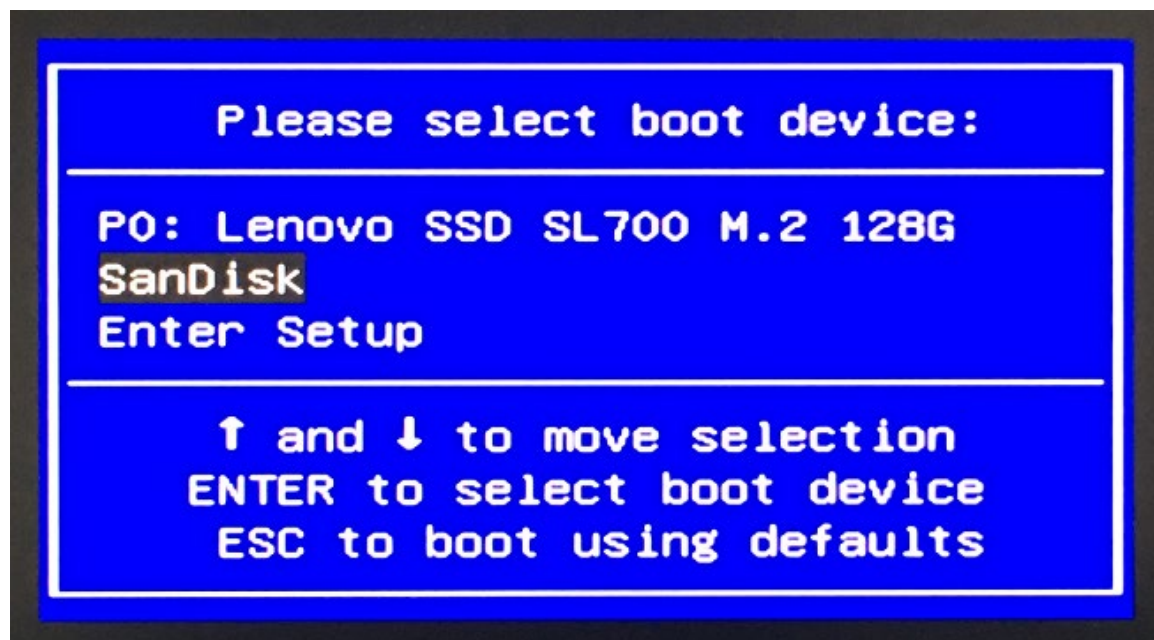 Please select boot device:
P0: Lenovo SSD SL700 M.2 128G
SanDisk
Enter Setup
↑ and ↓ to move selection
ENTER to select boot device
ESC to boot using defaults